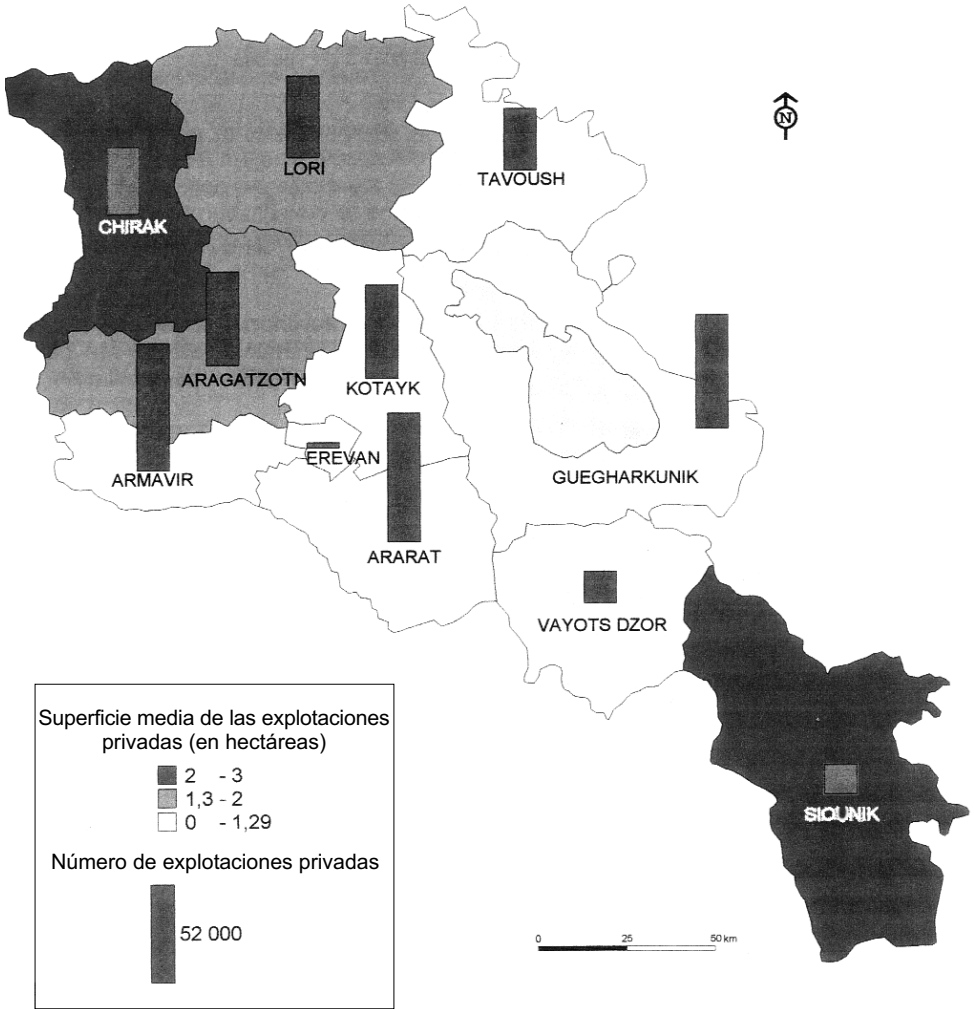 N
LORI
TAVOUSH
CHIRAK
ARAGATZOTN
KOTAYK
EREVAN
ARMAVIR
GUEGHARKUNIK
ARARAT
VAYOTS DZOR
SIOUNIK
Superficie media de las explotaciones
privadas (en hectáreas)
2 - 3
1,3 - 2
0 - 1,29
Número de explotaciones privadas
52 000
0 25 50 km